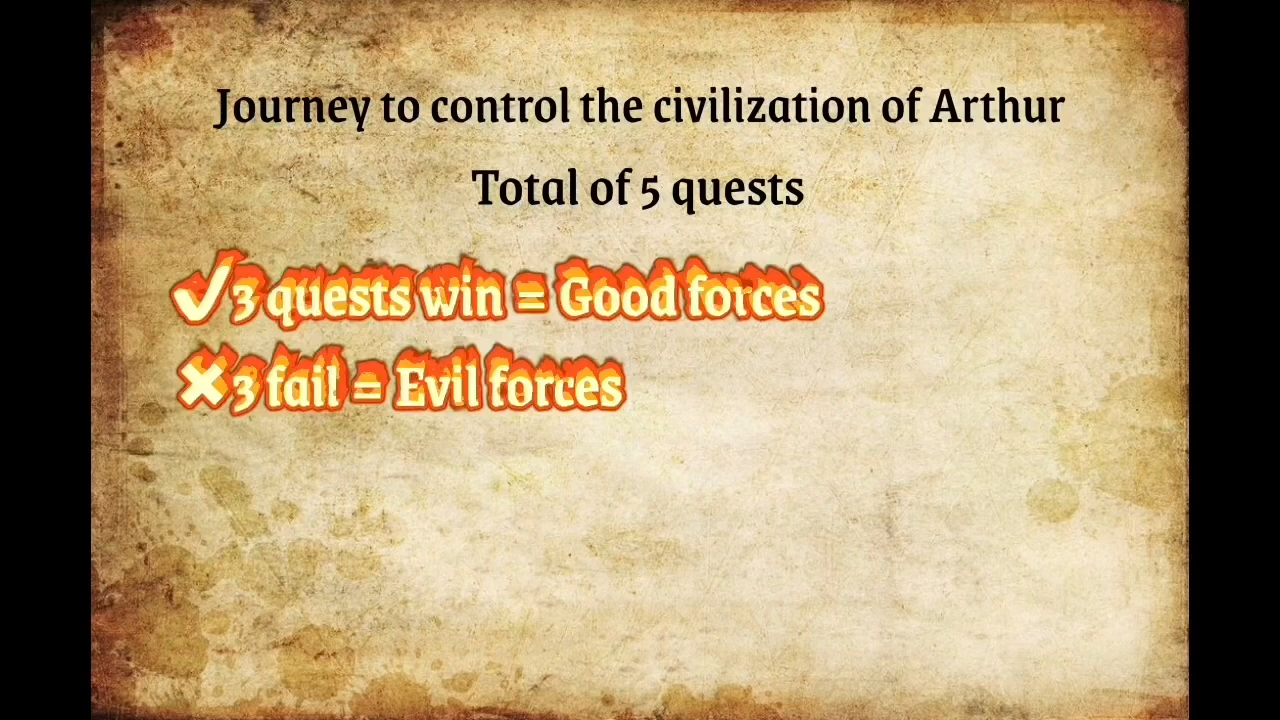 Journey to control the civilization of Arthur
Total of 5 quests
✔3 quests win = Good forces
✖3 fail = Evil forces